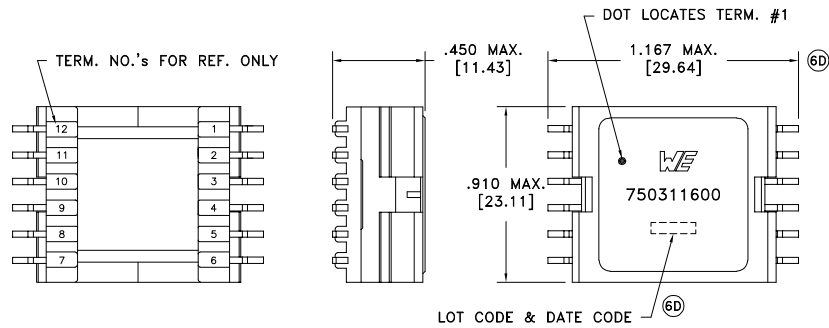 DOT LOCATES TERM. #1
TERM. NO.'s FOR REF. ONLY
.450 MAX.
[11.43]
1.167 MAX.
[29.64]
6D
12
11
10
9
8
7
1
2
3
4
5
6
.910 MAX.
[23.11]
WE
750311600
LOT CODE & DATE CODE
6D